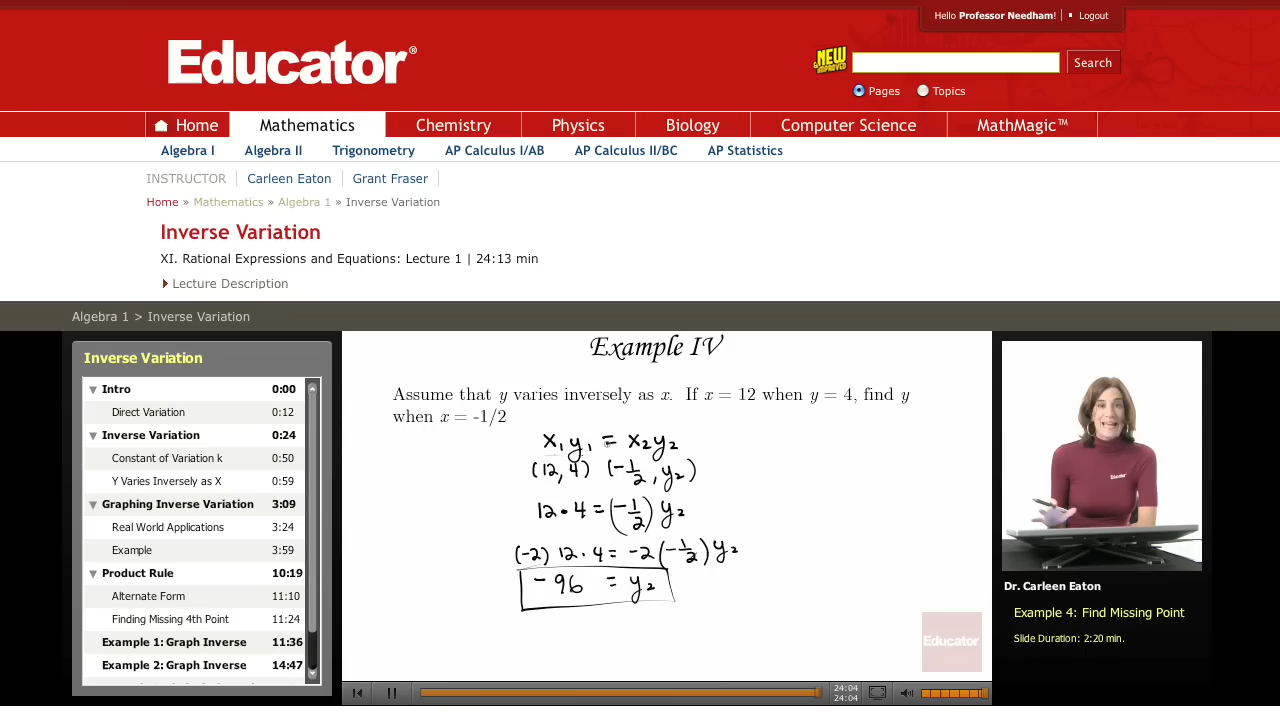 Hello Professor Needham! Logout
Educator®
NEW
& IMPROVED
Search
Pages Topics
Home Mathematics Chemistry Physics Biology Computer Science MathMagic™
Algebra I Algebra II Trigonometry AP Calculus I/AB AP Calculus II/BC AP Statistics
INSTRUCTOR Carleen Eaton Grant Fraser
Home » Mathematics » Algebra 1 » Inverse Variation
Inverse Variation
XI. Rational Expressions and Equations: Lecture 1 | 24:13 min
Lecture Description
Algebra 1 > Inverse Variation
Inverse Variation
Intro 0:00
Direct Variation 0:12
Inverse Variation 0:24
Constant of Variation k 0:50
Y Varies Inversely as X 0:59
Graphing Inverse Variation 3:09
Real World Applications 3:24
Example 3:59
Product Rule 10:19
Alternate Form 11:10
Finding Missing 4th Point 11:24
Example 1: Graph Inverse 11:36
Example 2: Graph Inverse 14:47
Example IV
Assume that y varies inversely as x. If x = 12 when y = 4, find y
when x = -1/2
x₁y₁ = x₂y₂
(12, 4) (-1/2, y₂)
12 • 4 = (-1/2) y₂
(-2) 12 · 4 = -2 (-1/2) y₂
-96 = y₂
Educator
24:04
24:04
Educator
Dr. Carleen Eaton
Example 4: Find Missing Point
Slide Duration: 2:20 min.